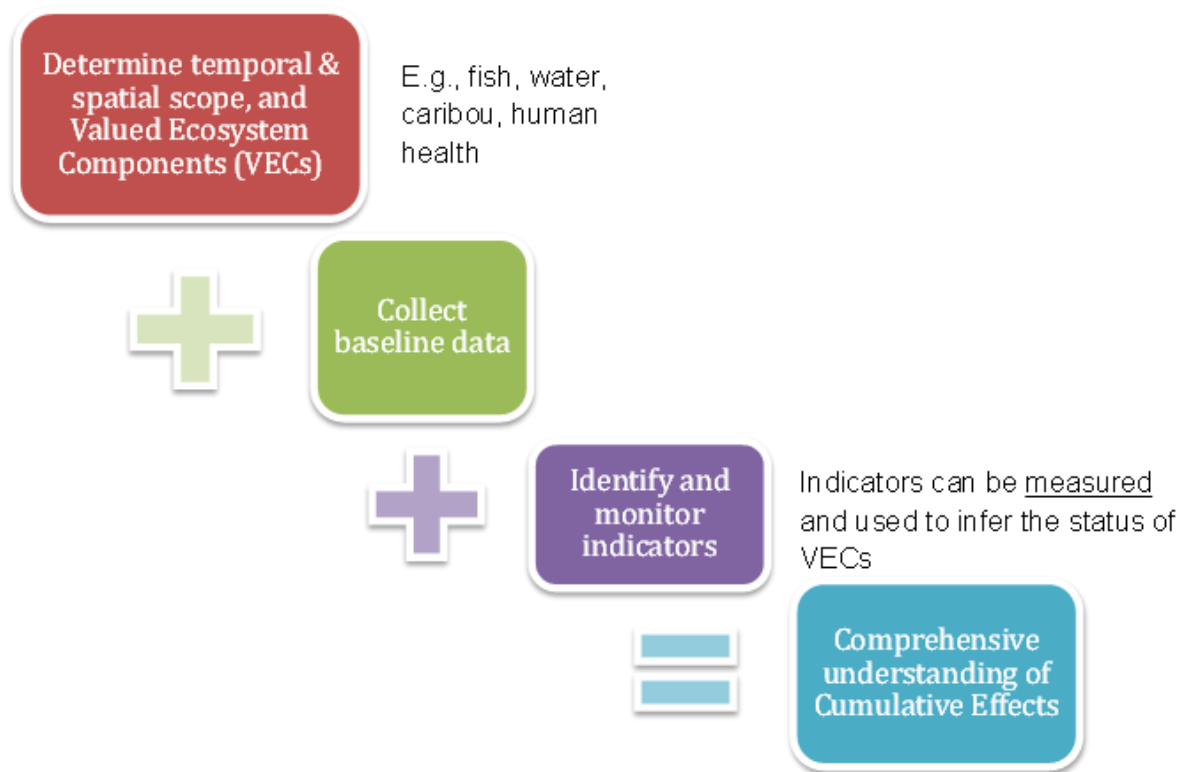 Determine temporal &
spatial scope, and
Valued Ecosystem
Components (VECs)
E.g., fish, water,
caribou, human
health
Collect
baseline data
Identify and
monitor
indicators
Indicators can be measured
and used to infer the status of
VECs
Comprehensive
understanding of
Cumulative Effects